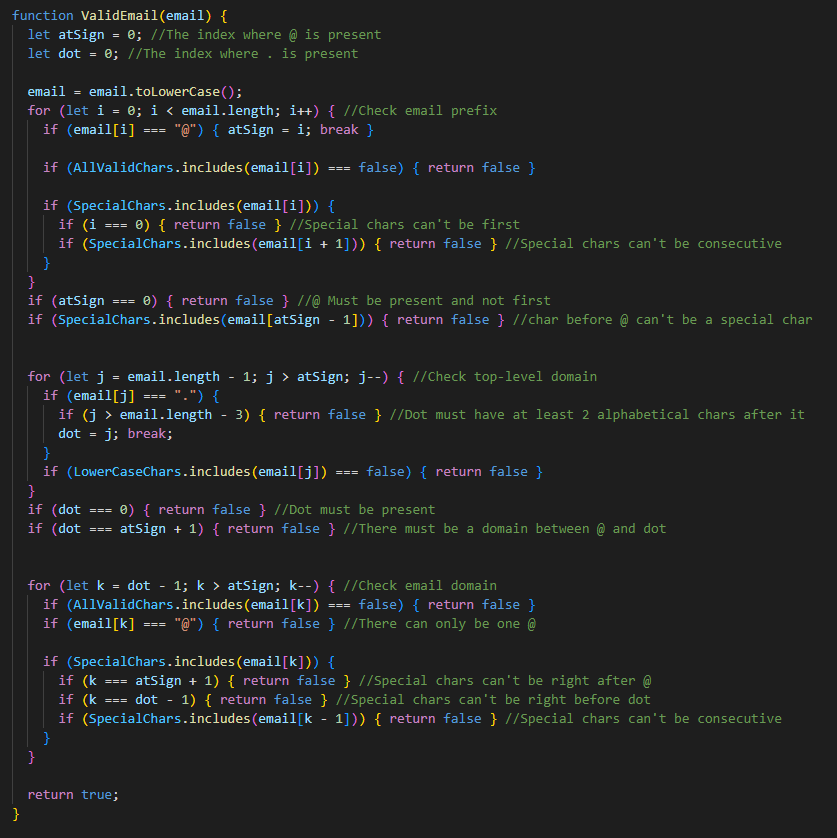 function ValidEmail(email) {
  let atSign = 0; //The index where @ is present
  let dot = 0; //The index where . is present

  email = email.toLowerCase();
  for (let i = 0; i < email.length; i++) { //Check email prefix
    if (email[i] === "@") { atSign = i; break }

    if (AllValidChars.includes(email[i]) === false) { return false }

    if (SpecialChars.includes(email[i])) {
      if (i === 0) { return false } //Special chars can't be first
      if (SpecialChars.includes(email[i + 1])) { return false } //Special chars can't be consecutive
    }
  }
  if (atSign === 0) { return false } //@ Must be present and not first
  if (SpecialChars.includes(email[atSign - 1])) { return false } //char before @ can't be a special char


  for (let j = email.length - 1; j > atSign; j--) { //Check top-level domain
    if (email[j] === ".") {
      if (j > email.length - 3) { return false } //Dot must have at least 2 alphabetical chars after it
      dot = j; break;
    }
    if (LowerCaseChars.includes(email[j]) === false) { return false }
  }
  if (dot === 0) { return false } //Dot must be present
  if (dot === atSign + 1) { return false } //There must be a domain between @ and dot


  for (let k = dot - 1; k > atSign; k--) { //Check email domain
    if (AllValidChars.includes(email[k]) === false) { return false }
    if (email[k] === "@") { return false } //There can only be one @

    if (SpecialChars.includes(email[k])) {
      if (k === atSign + 1) { return false } //Special chars can't be right after @
      if (k === dot - 1) { return false } //Special chars can't be right before dot
      if (SpecialChars.includes(email[k - 1])) { return false } //Special chars can't be consecutive
    }
  }

  return true;
}